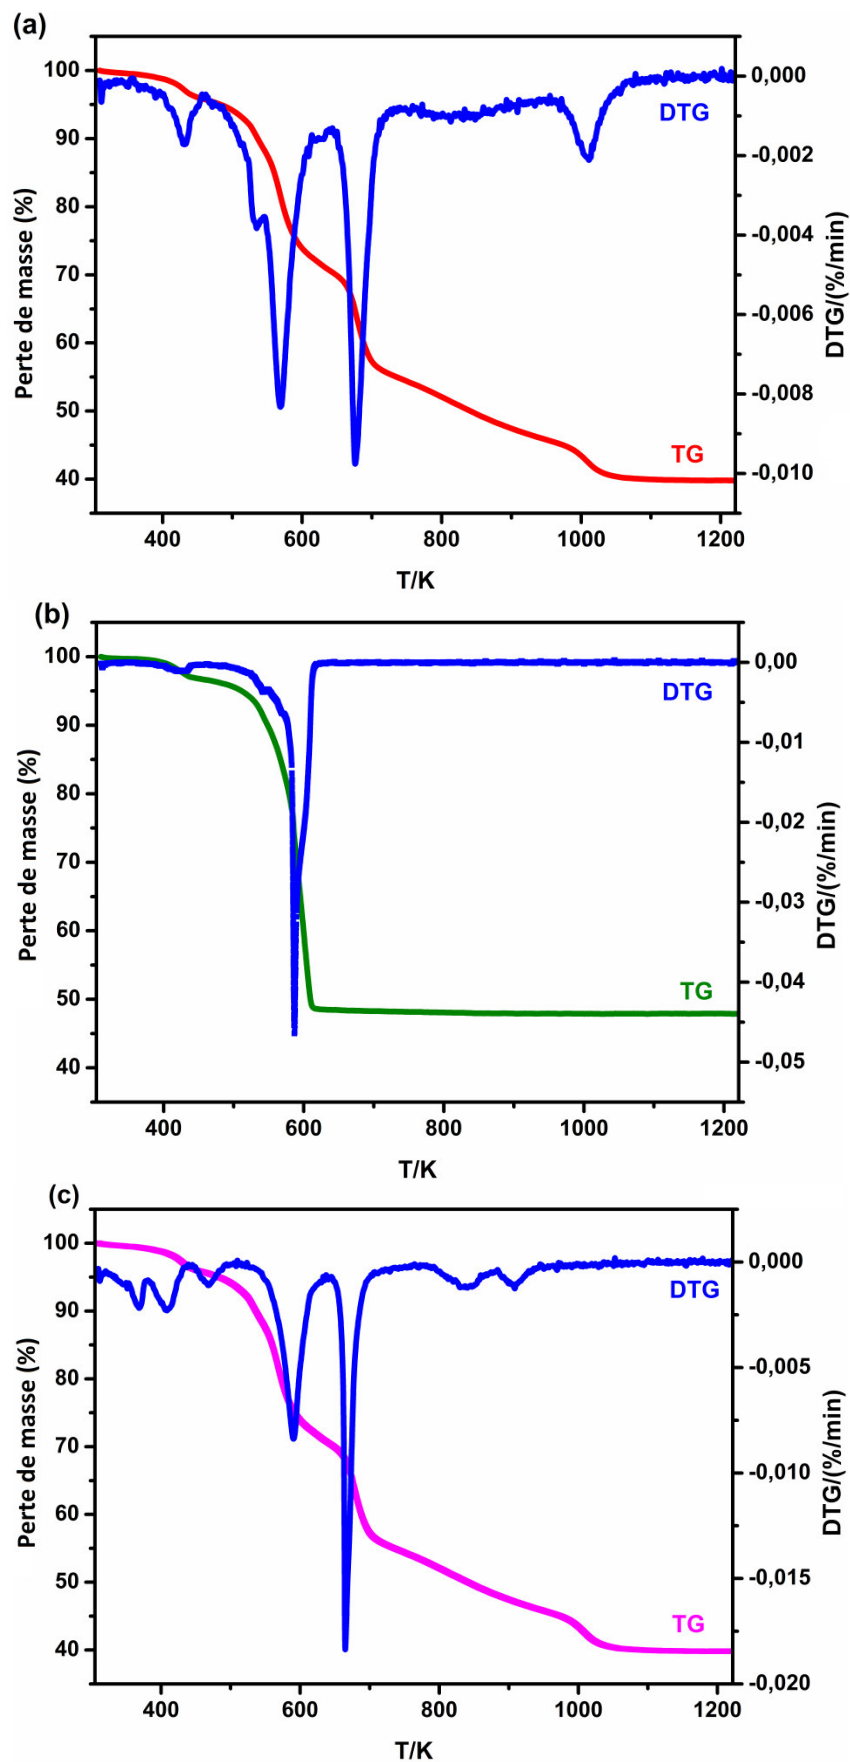 (a)
100
90
80
70
60
50
40
Perte de masse (%)
0,000
-0,002
-0,004
-0,006
-0,008
-0,010
DTG/(%/min)
DTG
TG
400 600 800 1000 1200
T/K
(b)
100
90
80
70
60
50
40
Perte de masse (%)
0,00
-0,01
-0,02
-0,03
-0,04
-0,05
DTG/(%/min)
DTG
TG
400 600 800 1000 1200
T/K
(c)
100
90
80
70
60
50
40
Perte de masse (%)
0,000
-0,005
-0,010
-0,015
-0,020
DTG/(%/min)
DTG
TG
400 600 800 1000 1200
T/K